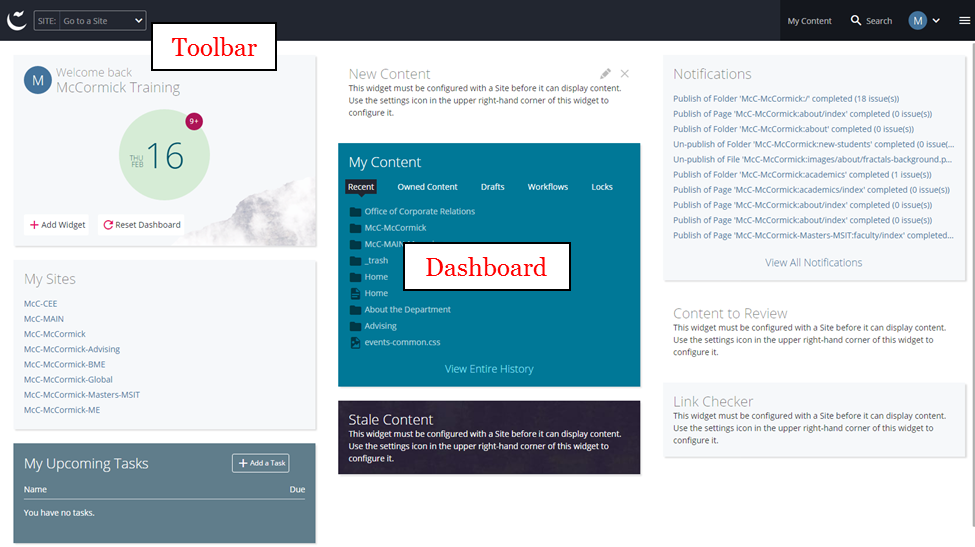 SITE: Go to a Site
My Content
Search
M
Toolbar
M
Welcome back
McCormick Training
9+
THU
FEB
16
Add Widget
Reset Dashboard
My Sites
McC-CEE
McC-MAIN
McC-McCormick
McC-McCormick-Advising
McC-McCormick-BME
McC-McCormick-Global
McC-McCormick-Masters-MSIT
McC-McCormick-ME
My Upcoming Tasks
Add a Task
Name Due
You have no tasks.
New Content
This widget must be configured with a Site before it can display content.
Use the settings icon in the upper right-hand corner of this widget to
configure it.
My Content
Recent Owned Content Drafts Workflows Locks
Office of Corporate Relations
McC-McCormick
McC-MAIN
_trash
Home
Home
About the Department
Advising
events-common.css
View Entire History
Dashboard
Stale Content
This widget must be configured with a Site before it can display content.
Use the settings icon in the upper right-hand corner of this widget to
configure it.
Notifications
Publish of Folder 'McC-McCormick:/' completed (18 issue(s))
Publish of Page 'McC-McCormick:about/index' completed (0 issue(s))
Publish of Folder 'McC-McCormick:about' completed (0 issue(s))
Un-publish of Folder 'McC-McCormick:new-students' completed (0 issue(...
Un-publish of File 'McC-McCormick:images/about/fractals-background.p...
Publish of Folder 'McC-McCormick:academics' completed (1 issue(s))
Publish of Page 'McC-McCormick:academics/index' completed (0 issue(s))
Publish of Page 'McC-McCormick:about/index' completed (0 issue(s))
Publish of Page 'McC-McCormick:about/index' completed (0 issue(s))
Publish of Page 'McC-McCormick-Masters-MSIT:faculty/index' completed...
View All Notifications
Content to Review
This widget must be configured with a Site before it can display content.
Use the settings icon in the upper right-hand corner of this widget to
configure it.
Link Checker
This widget must be configured with a Site before it can display content.
Use the settings icon in the upper right-hand corner of this widget to
configure it.